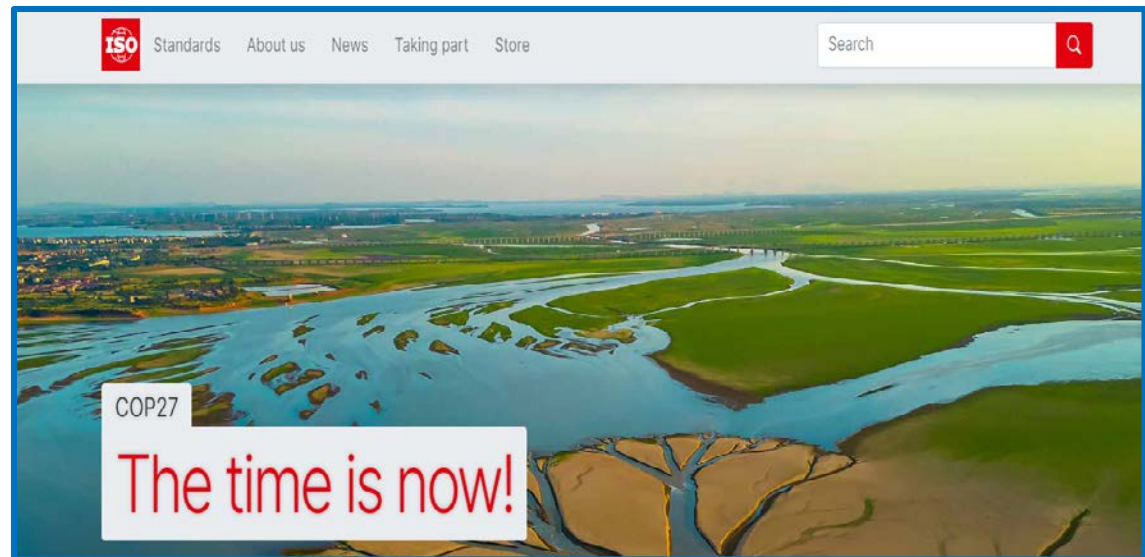 ISO Standards About us News Taking part Store Search
COP27
The time is now!